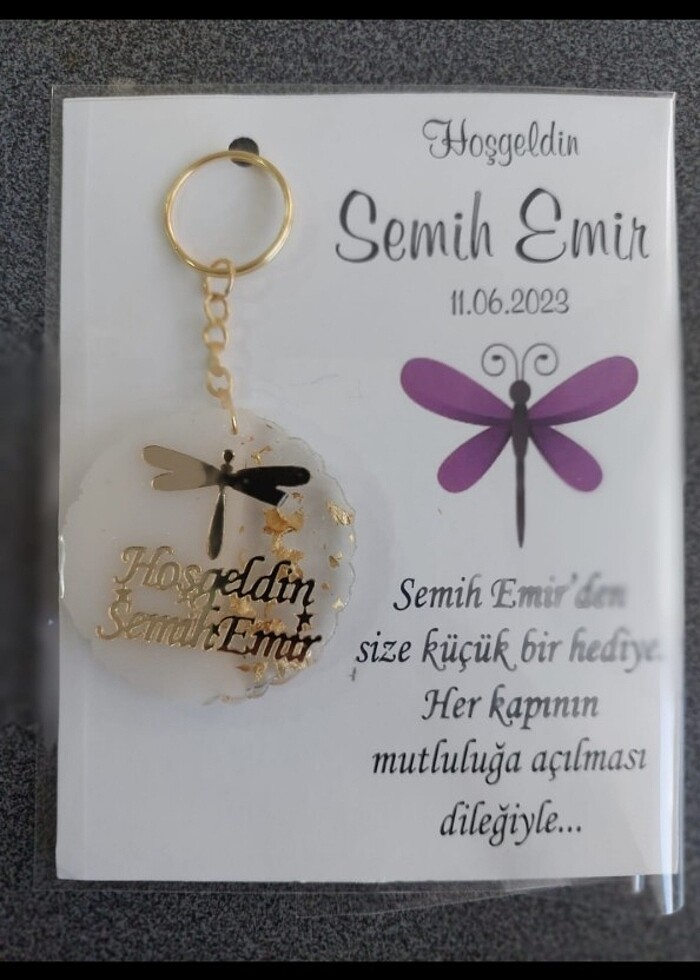 Hoşgeldin
Semih Emir
11.06.2023
Hoşgeldin
Semih Emir
Semih Emir'den
size küçük bir hediye.
Her kapının
mutluluğa açılması
dileğiyle...